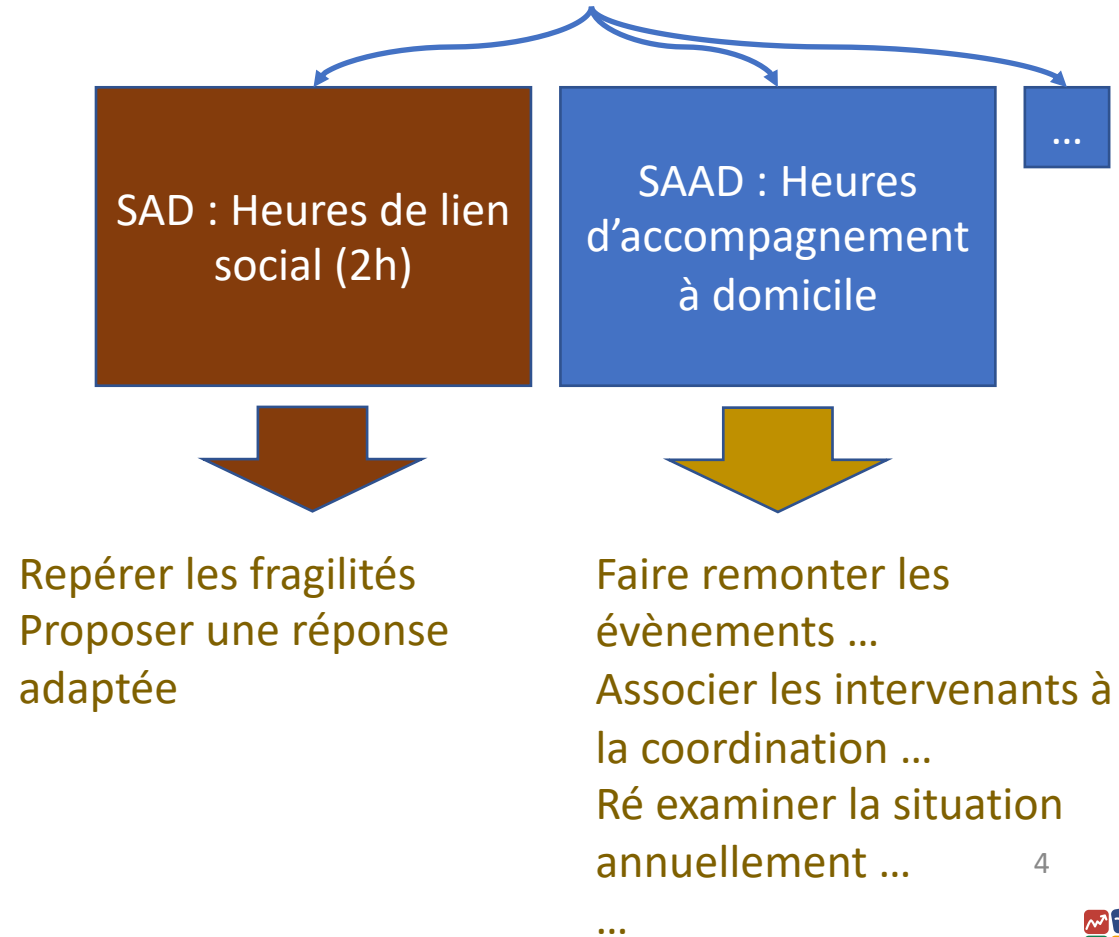 SAD : Heures de lien
social (2h)
SAAD : Heures
d’accompagnement
à domicile
…
Repérer les fragilités
Proposer une réponse
adaptée
Faire remonter les
évènements …
Associer les intervenants à
la coordination …
Ré examiner la situation
annuellement …
…
4